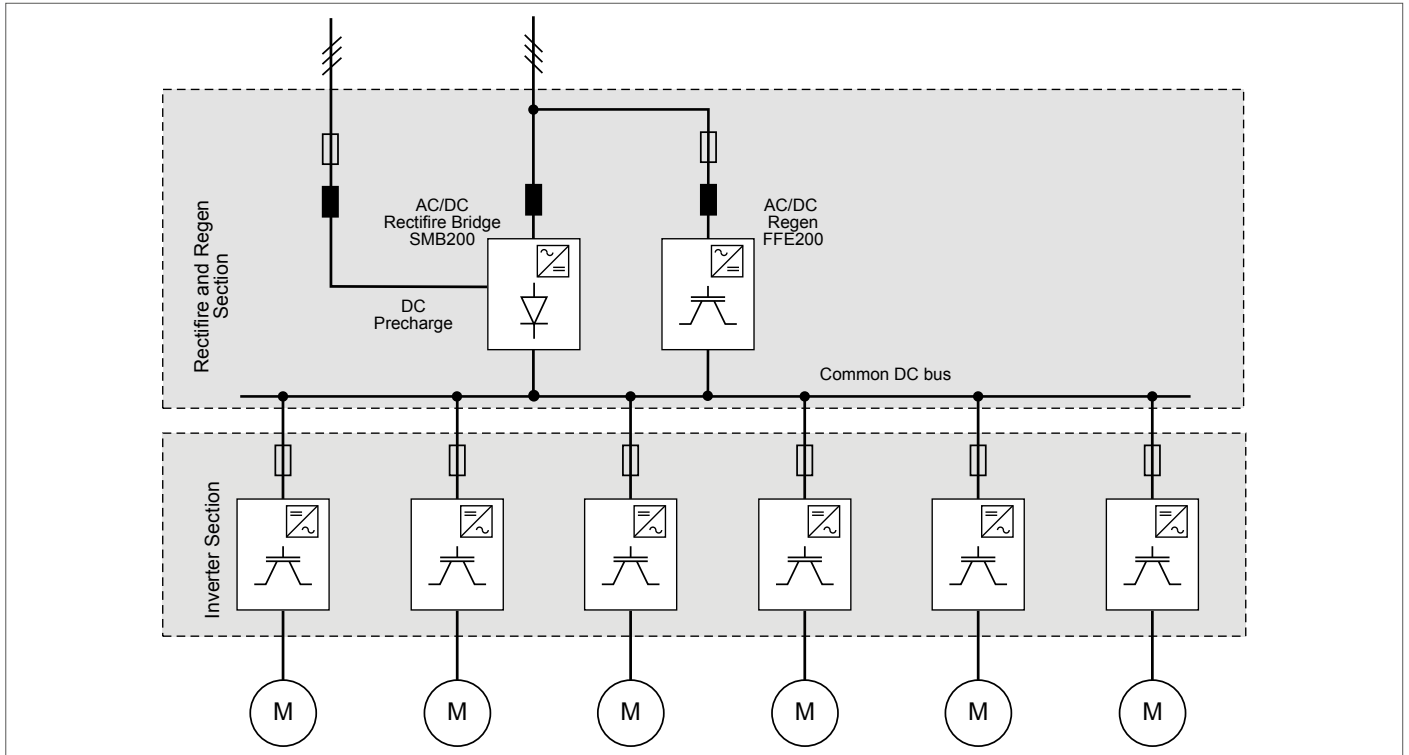 Rectifire and Regen
Section
AC/DC
Rectifire Bridge
SMB200
AC/DC
Regen
FFE200
DC
Precharge
Common DC bus
Inverter Section
M
M
M
M
M
M